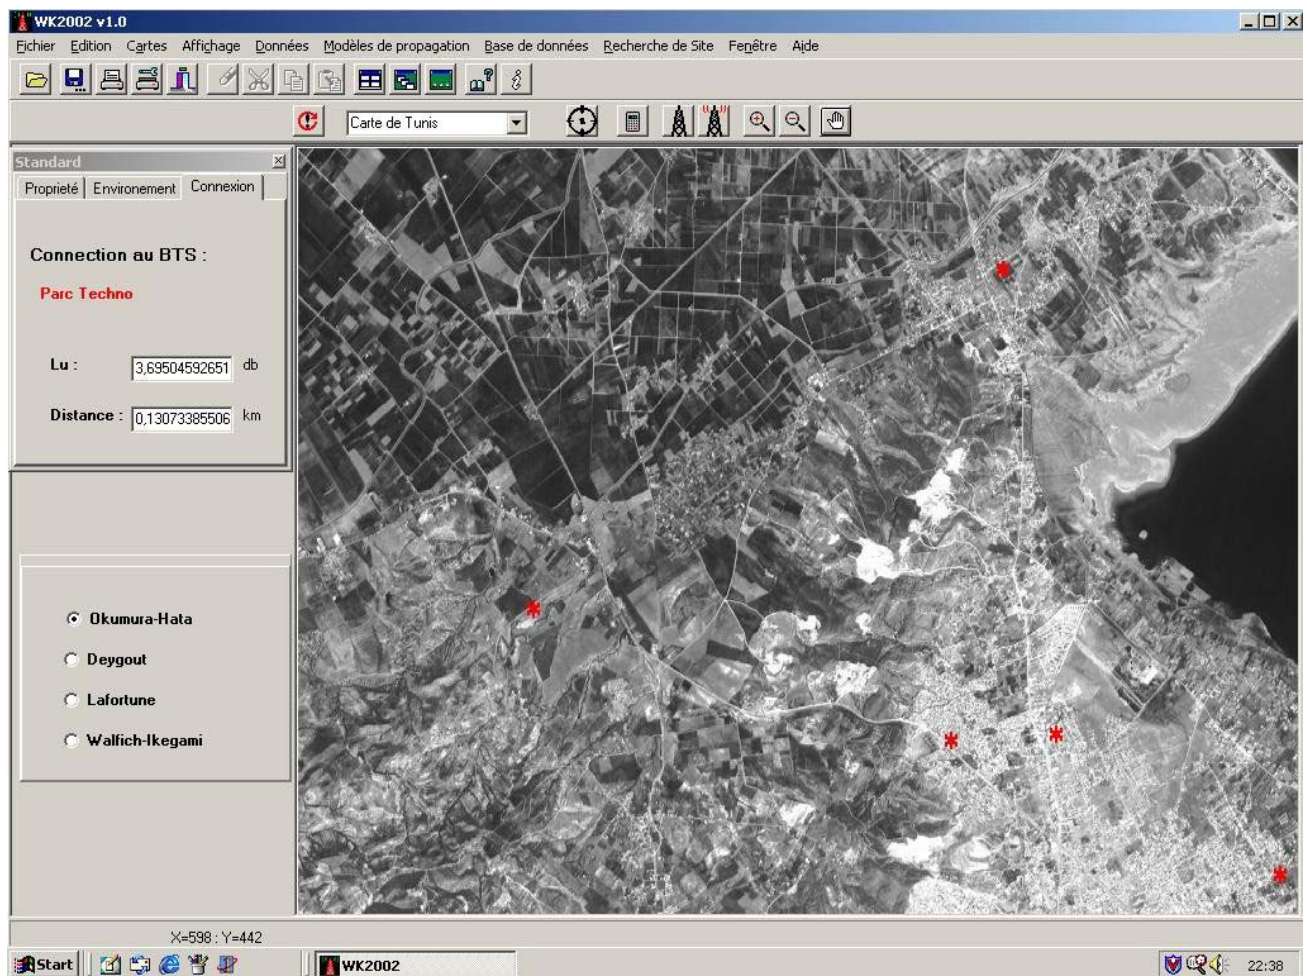 WK2002 v1.0
Fichier Edition Cartes Affichage Données Modèles de propagation Base de données Recherche de Site Fenêtre Aide
Carte de Tunis
Standard
Proprieté Environement Connexion
Connection au BTS :
Parc Techno
Lu : 3,69504592651 db
Distance : 0,13073385506 km
Okumura-Hata
Deygout
Lafortune
Walfich-Ikegami
X=598 : Y=442
Start WK2002 22:38